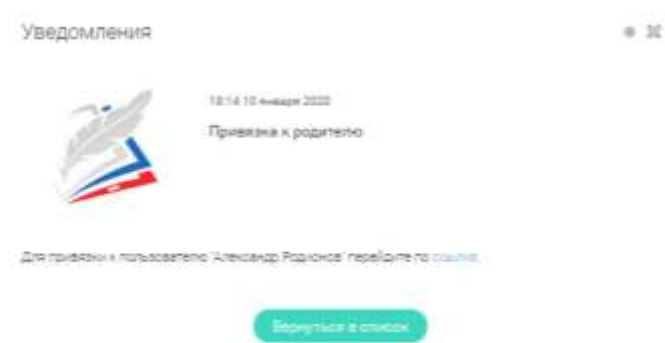 Уведомления
18:14 10 января 2020
Привязка к родителю
Для привязки к пользователю "Александр Родионов" перейдите по ссылке.
Вернуться в список